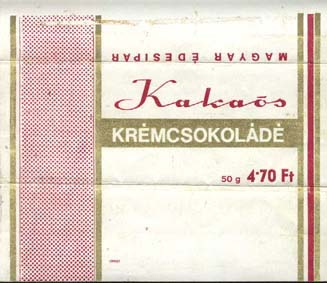 MAGYAR ÉDESIPAR
Kakaós
KRÉMCSOKOLÁDÉ
50 g 4·70 Ft